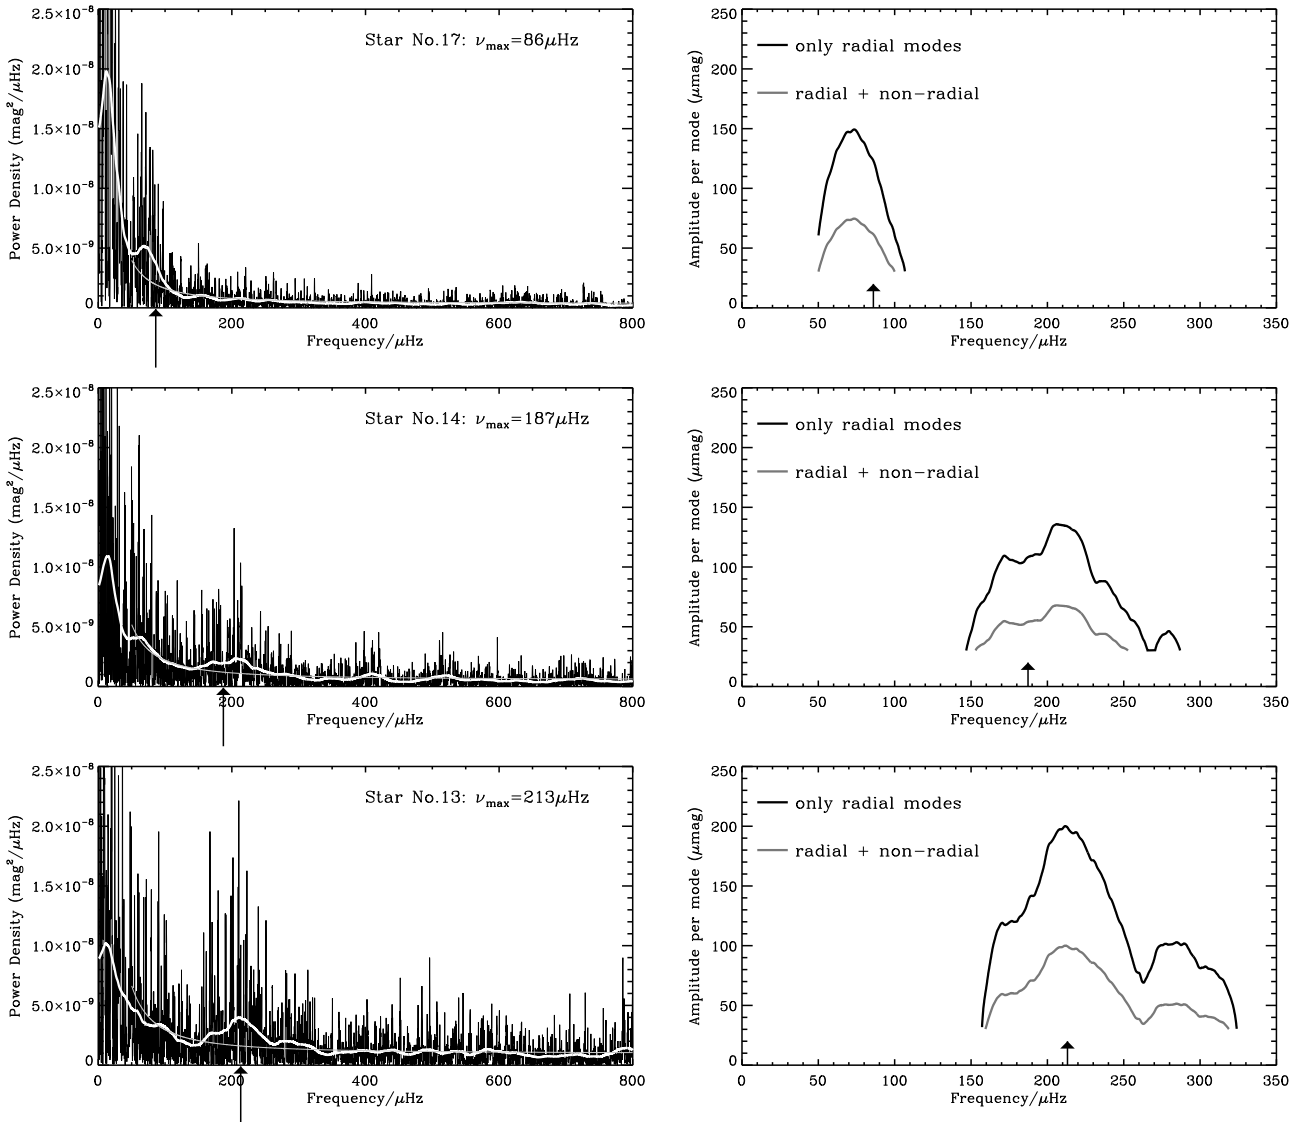 Star No.17: ν_max=86μHz
Power Density (mag²/μHz)
2.5×10⁻⁸
2.0×10⁻⁸
1.5×10⁻⁸
1.0×10⁻⁸
5.0×10⁻⁹
0
0 200 400 600 800
Frequency/μHz
only radial modes
radial + non−radial
Amplitude per mode (μmag)
250
200
150
100
50
0
0 50 100 150 200 250 300 350
Frequency/μHz
Star No.14: ν_max=187μHz
Power Density (mag²/μHz)
2.5×10⁻⁸
2.0×10⁻⁸
1.5×10⁻⁸
1.0×10⁻⁸
5.0×10⁻⁹
0
0 200 400 600 800
Frequency/μHz
only radial modes
radial + non−radial
Amplitude per mode (μmag)
250
200
150
100
50
0
0 50 100 150 200 250 300 350
Frequency/μHz
Star No.13: ν_max=213μHz
Power Density (mag²/μHz)
2.5×10⁻⁸
2.0×10⁻⁸
1.5×10⁻⁸
1.0×10⁻⁸
5.0×10⁻⁹
0
0 200 400 600 800
Frequency/μHz
only radial modes
radial + non−radial
Amplitude per mode (μmag)
250
200
150
100
50
0
0 50 100 150 200 250 300 350
Frequency/μHz